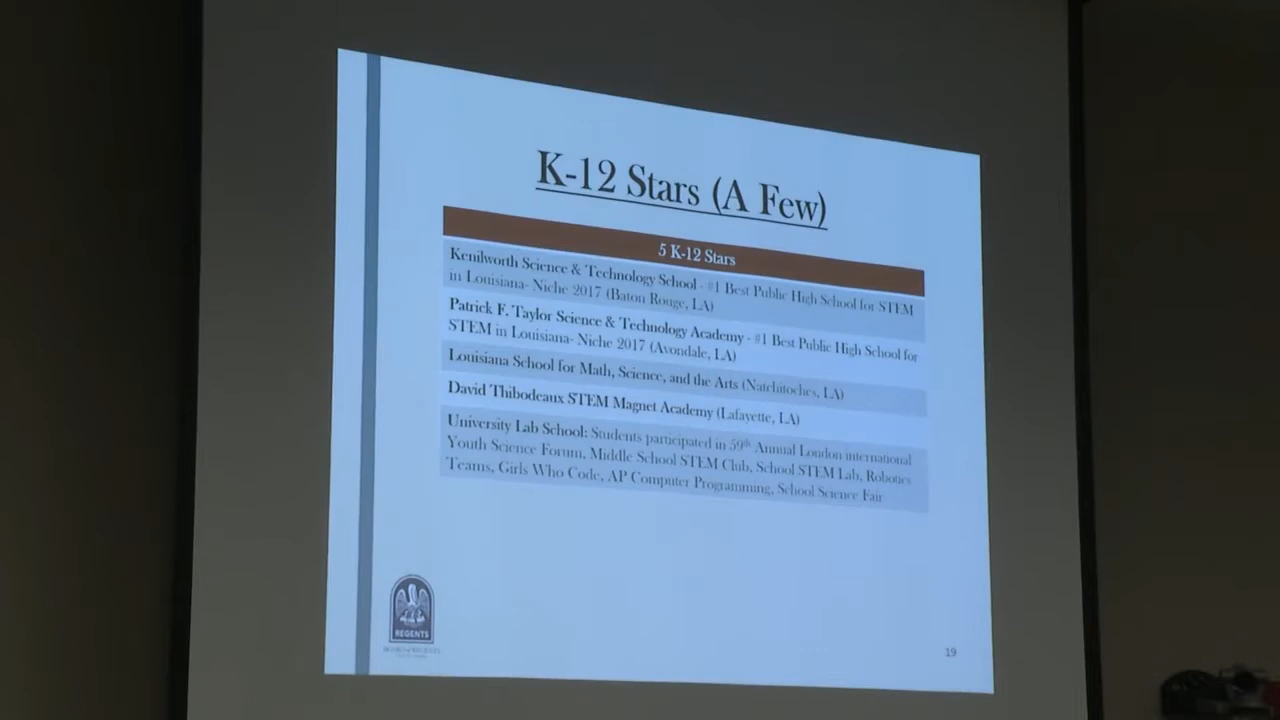 K-12 Stars (A Few)
5 K-12 Stars
Kenilworth Science & Technology School - #1 Best Public High School for STEM
in Louisiana- Niche 2017 (Baton Rouge, LA)
Patrick F. Taylor Science & Technology Academy - #1 Best Public High School for
STEM in Louisiana- Niche 2017 (Avondale, LA)
Louisiana School for Math, Science, and the Arts (Natchitoches, LA)
David Thibodeaux STEM Magnet Academy (Lafayette, LA)
University Lab School: Students participated in 59th Annual London international
Youth Science Forum, Middle School STEM Club, School STEM Lab, Robotics
Teams, Girls Who Code, AP Computer Programming, School Science Fair
REGENTS
BOARD of REGENTS
19